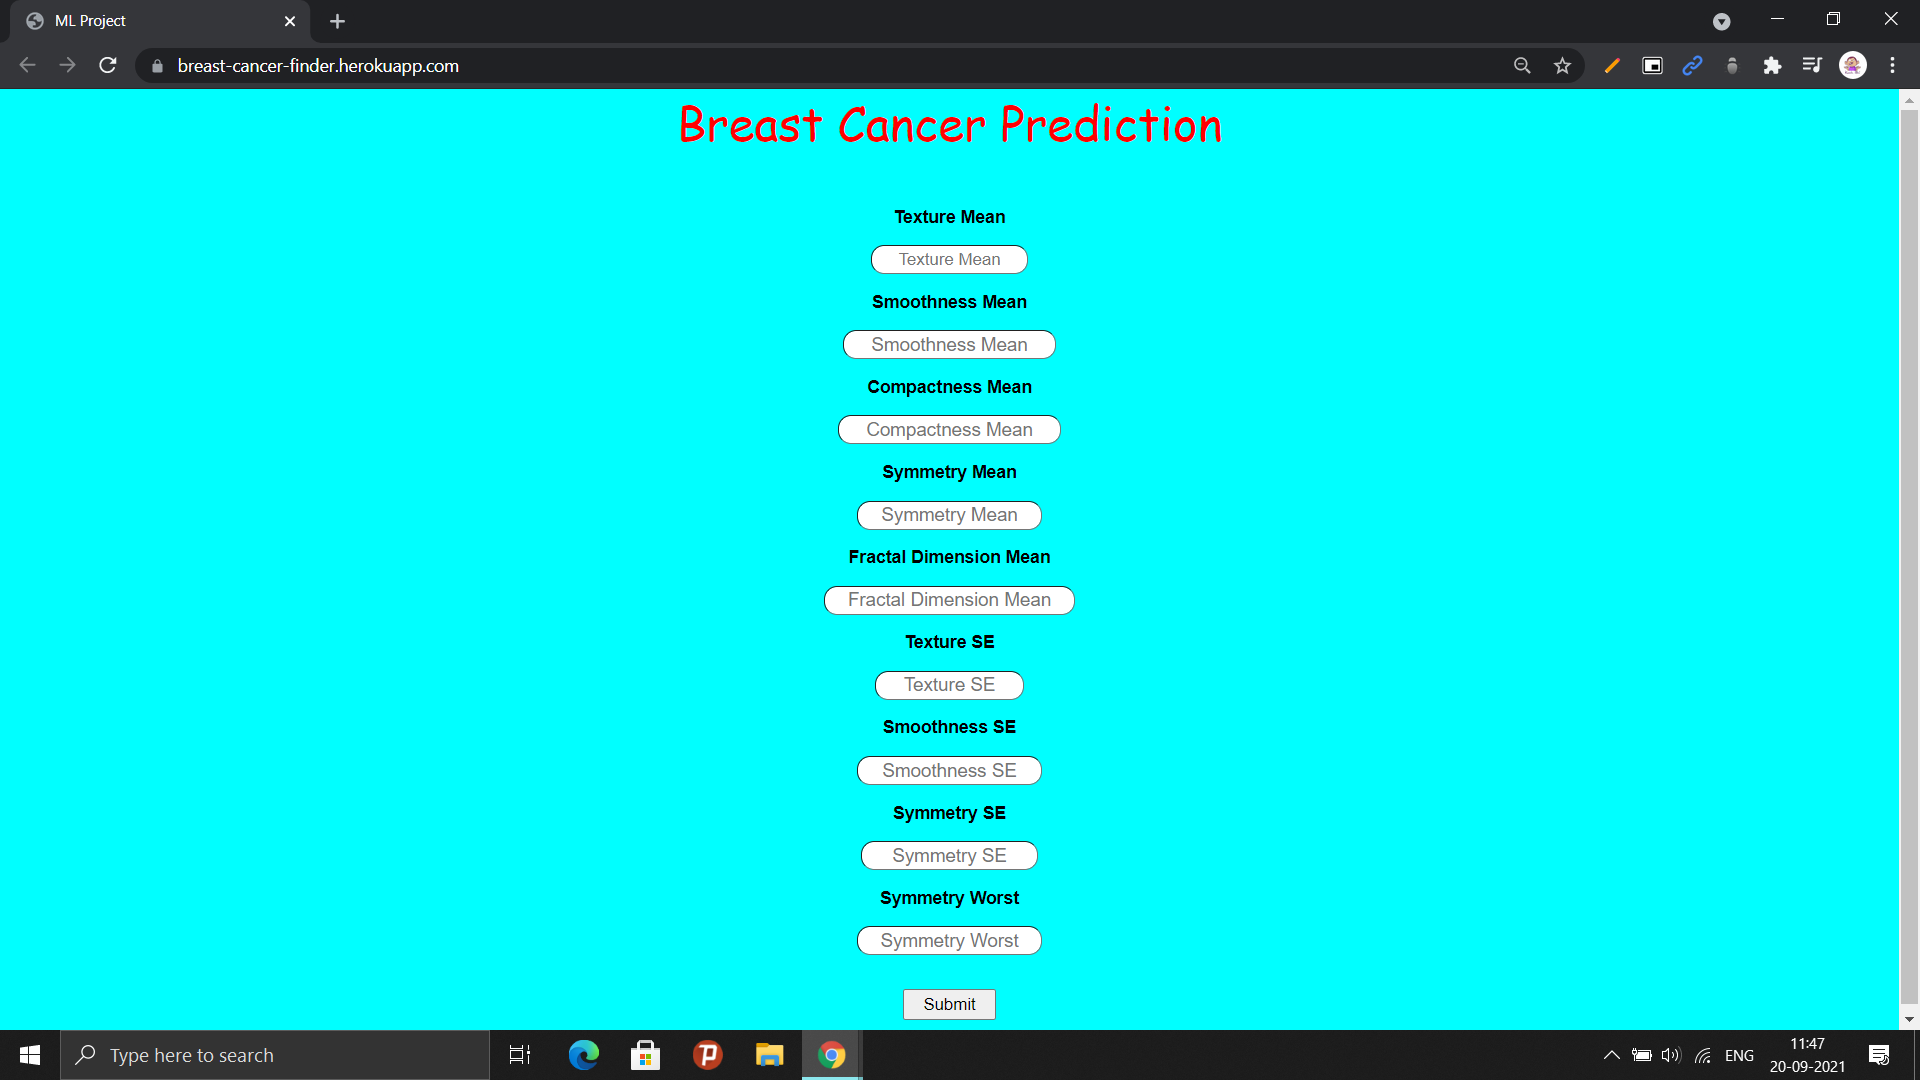 ML Project
breast-cancer-finder.herokuapp.com
Breast Cancer Prediction
Texture Mean
Texture Mean
Smoothness Mean
Smoothness Mean
Compactness Mean
Compactness Mean
Symmetry Mean
Symmetry Mean
Fractal Dimension Mean
Fractal Dimension Mean
Texture SE
Texture SE
Smoothness SE
Smoothness SE
Symmetry SE
Symmetry SE
Symmetry Worst
Symmetry Worst
Submit
Type here to search
ENG
11:47
20-09-2021